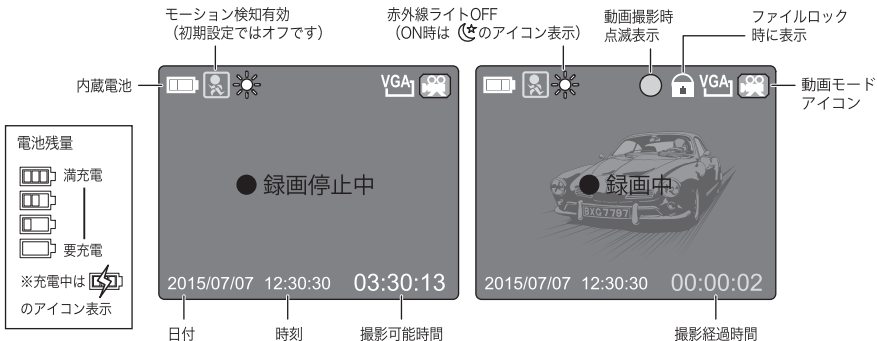 モーション検知有効
（初期設定ではオフです）
赤外線ライトOFF
（ON時は のアイコン表示）
動画撮影時
点滅表示
ファイルロック
時に表示
内蔵電池
VGA
VGA
動画モード
アイコン
電池残量
満充電
要充電
※充電中は
のアイコン表示
●録画停止中
2015/07/07 12:30:30 03:30:13
●録画中
BXG7797
2015/07/07 12:30:30 00:00:02
日付
時刻
撮影可能時間
撮影経過時間